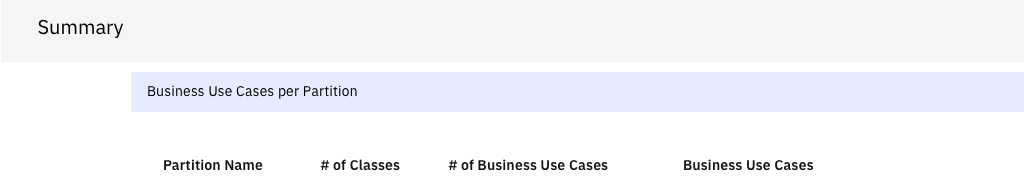 Summary
Business Use Cases per Partition
Partition Name # of Classes # of Business Use Cases Business Use Cases